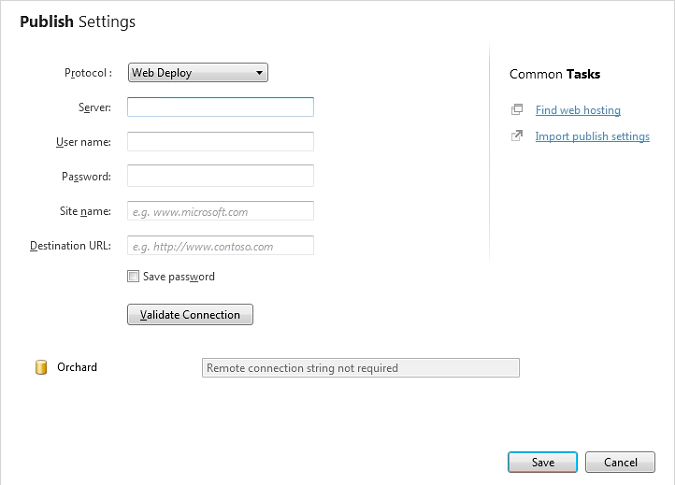 Publish Settings
Protocol: Web Deploy
Server:
User name:
Password:
Site name: e.g. www.microsoft.com
Destination URL: e.g. http://www.contoso.com
Save password
Validate Connection
Common Tasks
Find web hosting
Import publish settings
Orchard Remote connection string not required
Save Cancel